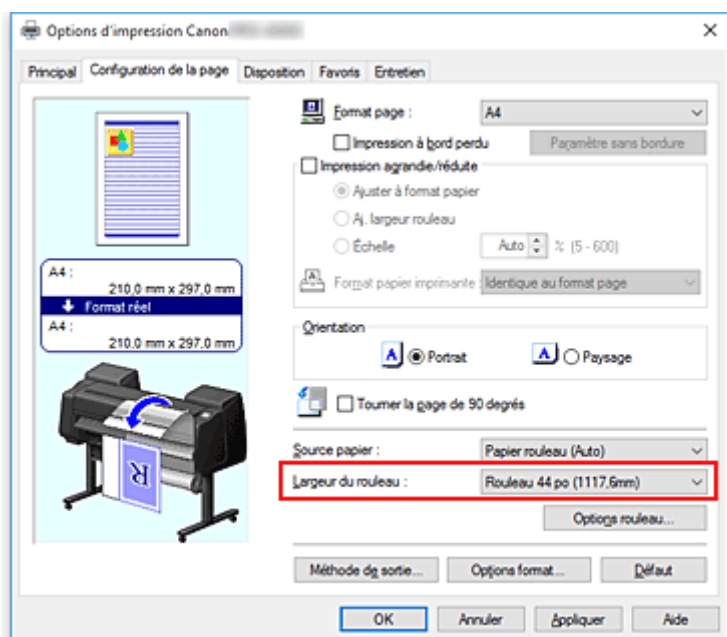 Options d'impression Canon
Principal Configuration de la page Disposition Favoris Entretien
Format page : A4
Impression à bord perdu Paramètre sans bordure
Impression agrandie/réduite
Ajuster à format papier
Aj. largeur rouleau
Échelle Auto % (5 - 600)
Format papier imprimante : Identique au format page
A4 :
210,0 mm x 297,0 mm
Format réel
A4 :
210,0 mm x 297,0 mm
Orientation
A Portrait A Paysage
Tourner la page de 90 degrés
Source papier : Papier rouleau (Auto)
Largeur du rouleau : Rouleau 44 po (1117,6mm)
R
Options rouleau...
Méthode de sortie... Options format... Défaut
OK Annuler Appliquer Aide